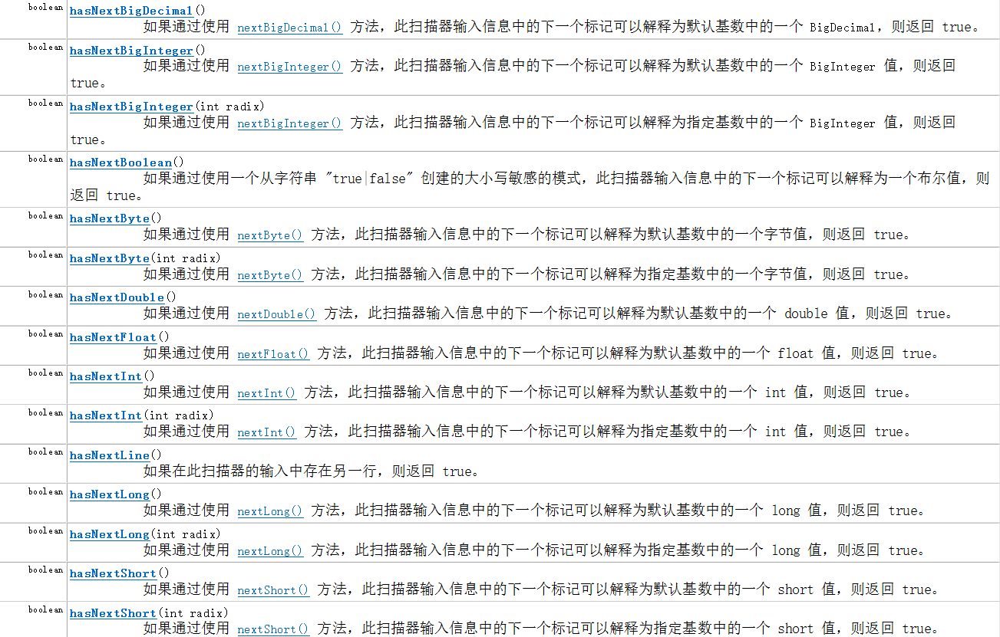 boolean hasNextBigDecimal()
如果通过使用 nextBigDecimal() 方法，此扫描器输入信息中的下一个标记可以解释为默认基数中的一个 BigDecimal，则返回 true。
boolean hasNextBigInteger()
如果通过使用 nextBigInteger() 方法，此扫描器输入信息中的下一个标记可以解释为默认基数中的一个 BigInteger 值，则返回
true。
boolean hasNextBigInteger(int radix)
如果通过使用 nextBigInteger() 方法，此扫描器输入信息中的下一个标记可以解释为指定基数中的一个 BigInteger 值，则返回
true。
boolean hasNextBoolean()
如果通过使用一个从字符串 "true|false" 创建的大小写敏感的模式，此扫描器输入信息中的下一个标记可以解释为一个布尔值，则
返回 true。
boolean hasNextByte()
如果通过使用 nextByte() 方法，此扫描器输入信息中的下一个标记可以解释为默认基数中的一个字节值，则返回 true。
boolean hasNextByte(int radix)
如果通过使用 nextByte() 方法，此扫描器输入信息中的下一个标记可以解释为指定基数中的一个字节值，则返回 true。
boolean hasNextDouble()
如果通过使用 nextDouble() 方法，此扫描器输入信息中的下一个标记可以解释为默认基数中的一个 double 值，则返回 true。
boolean hasNextFloat()
如果通过使用 nextFloat() 方法，此扫描器输入信息中的下一个标记可以解释为默认基数中的一个 float 值，则返回 true。
boolean hasNextInt()
如果通过使用 nextInt() 方法，此扫描器输入信息中的下一个标记可以解释为默认基数中的一个 int 值，则返回 true。
boolean hasNextInt(int radix)
如果通过使用 nextInt() 方法，此扫描器输入信息中的下一个标记可以解释为指定基数中的一个 int 值，则返回 true。
boolean hasNextLine()
如果在此扫描器的输入中存在另一行，则返回 true。
boolean hasNextLong()
如果通过使用 nextLong() 方法，此扫描器输入信息中的下一个标记可以解释为默认基数中的一个 long 值，则返回 true。
boolean hasNextLong(int radix)
如果通过使用 nextLong() 方法，此扫描器输入信息中的下一个标记可以解释为指定基数中的一个 long 值，则返回 true。
boolean hasNextShort()
如果通过使用 nextShort() 方法，此扫描器输入信息中的下一个标记可以解释为默认基数中的一个 short 值，则返回 true。
boolean hasNextShort(int radix)
如果通过使用 nextShort() 方法，此扫描器输入信息中的下一个标记可以解释为指定基数中的一个 short 值，则返回 true。